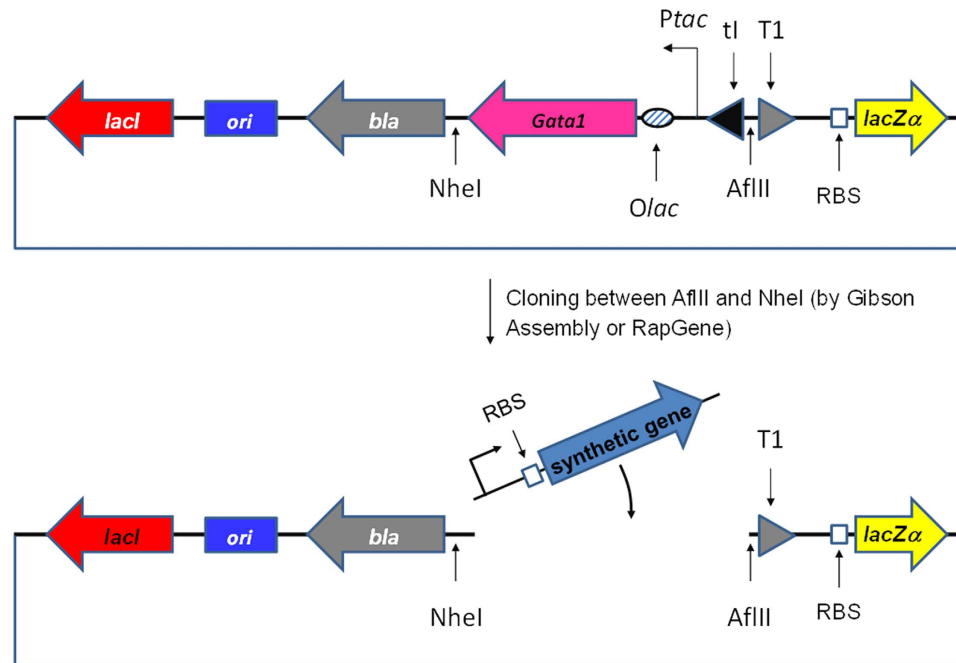 Ptac tI T1
lacI ori bla Gata1 lacZα
NheI Olac AflII RBS
Cloning between AflII and NheI (by Gibson
Assembly or RapGene)
RBS
synthetic gene
T1
lacI ori bla lacZα
NheI AflII RBS